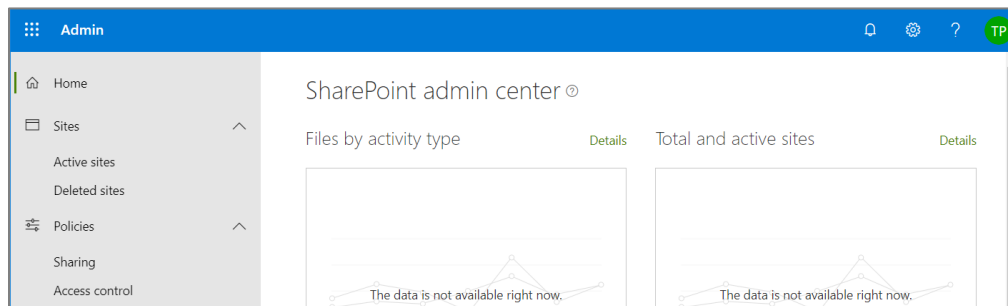 Admin
?
TP
Home
Sites
Active sites
Deleted sites
Policies
Sharing
Access control
SharePoint admin center ?
Files by activity type
Details
The data is not available right now.
Total and active sites
Details
The data is not available right now.